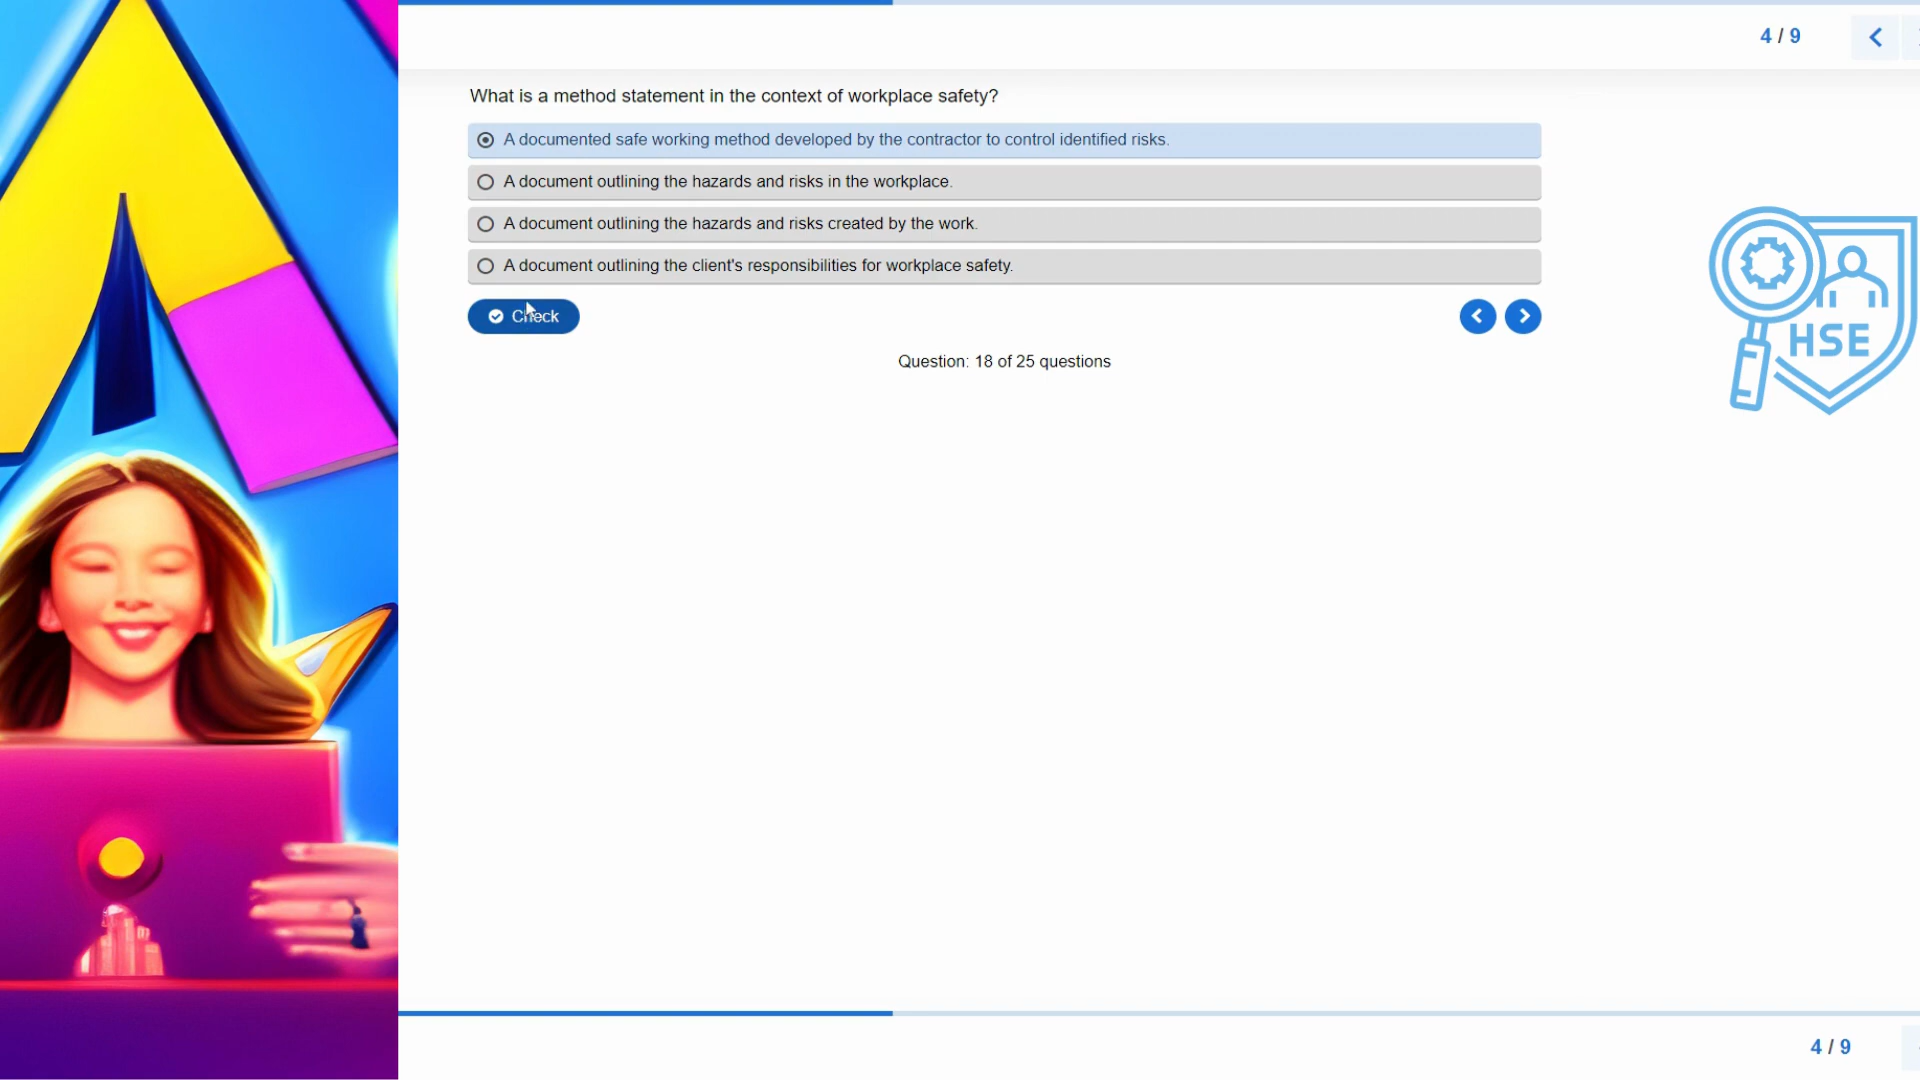 4 / 9
What is a method statement in the context of workplace safety?
A documented safe working method developed by the contractor to control identified risks.
A document outlining the hazards and risks in the workplace.
A document outlining the hazards and risks created by the work.
A document outlining the client's responsibilities for workplace safety.
Check
Question: 18 of 25 questions
HSE
4 / 9